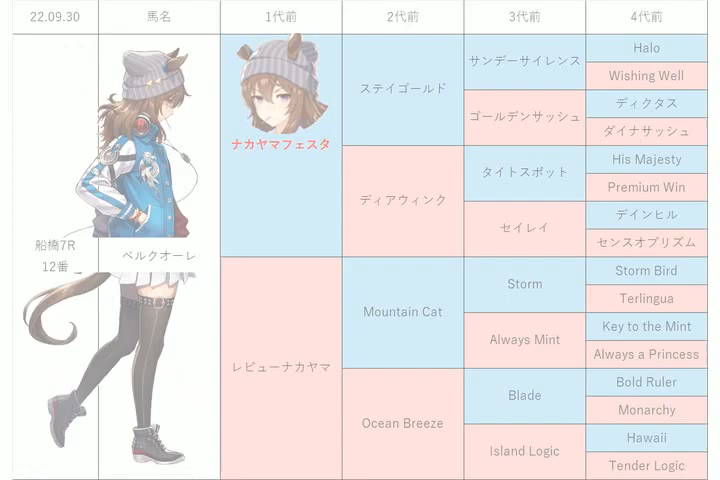 22.09.30
馬名
1代前
2代前
3代前
4代前
船橋7R
12番
ベルクオーレ
ナカヤマフェスタ
ステイゴールド
サンデーサイレンス
Halo
Wishing Well
ゴールデンサッシュ
ディクタス
ダイナサッシュ
ディアウィンク
タイトスポット
His Majesty
Premium Win
セイレイ
デインヒル
センスオブリズム
レビューナカヤマ
Mountain Cat
Storm
Storm Bird
Terlingua
Always Mint
Key to the Mint
Always a Princess
Ocean Breeze
Blade
Bold Ruler
Monarchy
Island Logic
Hawaii
Tender Logic